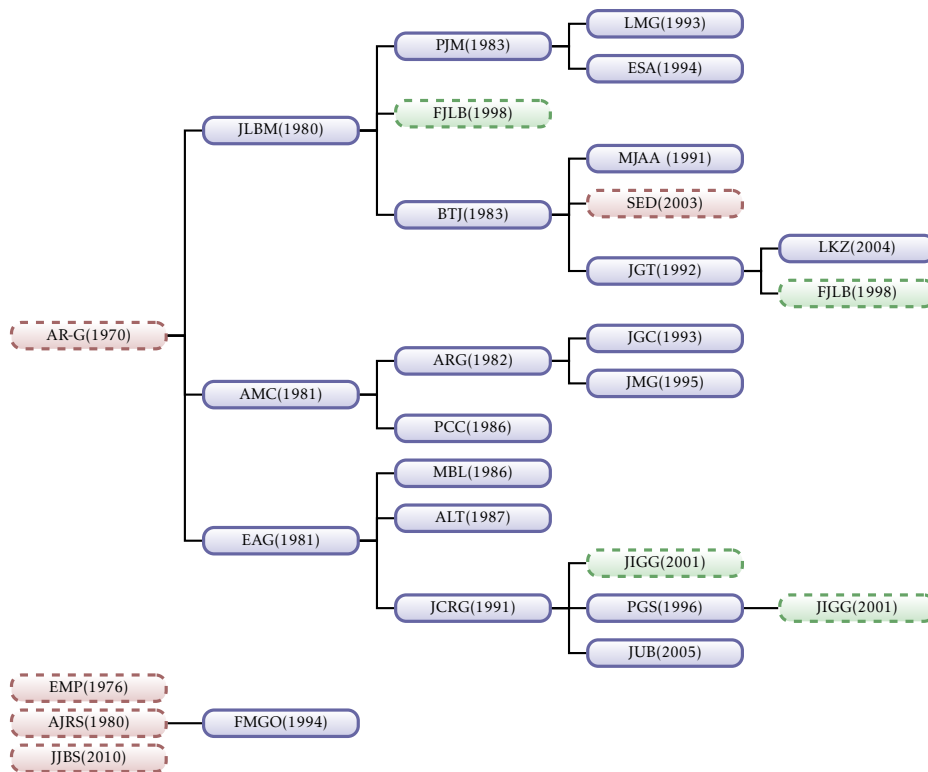 LMG(1993)
PJM(1983)
ESA(1994)
FJLB(1998)
JLBM(1980)
MJAA (1991)
SED(2003)
BTJ(1983)
LKZ(2004)
JGT(1992)
FJLB(1998)
AR-G(1970)
JGC(1993)
ARG(1982)
JMG(1995)
AMC(1981)
PCC(1986)
MBL(1986)
ALT(1987)
EAG(1981)
JIGG(2001)
JCRG(1991)
PGS(1996)
JIGG(2001)
JUB(2005)
EMP(1976)
AJRS(1980)
FMGO(1994)
JJBS(2010)